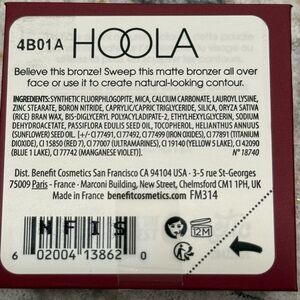 4B01A HOOLA
Believe this bronze! Sweep this matte bronzer all over
face or use it to create natural-looking contour.
INGREDIENTS: SYNTHETIC FLUORPHLOGOPITE, MICA, CALCIUM CARBONATE, LAUROYL LYSINE,
ZINC STEARATE, BORON NITRIDE, CAPRYLIC/CAPRIC TRIGLYCERIDE, SILICA, ORYZA SATIVA
(RICE) BRAN WAX, BIS-DIGLYCERYL POLYACYLADIPATE-2, ETHYLHEXYLGLYCERIN, SODIUM
DEHYDROACETATE, PASSIFLORA EDULIS SEED OIL, TOCOPHEROL, HELIANTHUS ANNUUS
(SUNFLOWER) SEED OIL. [+/- CI 77491, CI 77492, CI 77499 (IRON OXIDES), CI 77891 (TITANIUM
DIOXIDE), CI 15850 (RED 7), CI 77007 (ULTRAMARINES), CI 19140 (YELLOW 5 LAKE), CI 42090
(BLUE 1 LAKE), CI 77742 (MANGANESE VIOLET)]. N° 18740
Dist. Benefit Cosmetics San Francisco CA 94104 USA - 3-5 rue St-Georges
75009 Paris - France - Marconi Building, New Street, Chelmsford CM1 1PH, UK
Made in France benefitcosmetics.com FM314
NFIS
12M
6 02004 13862 0